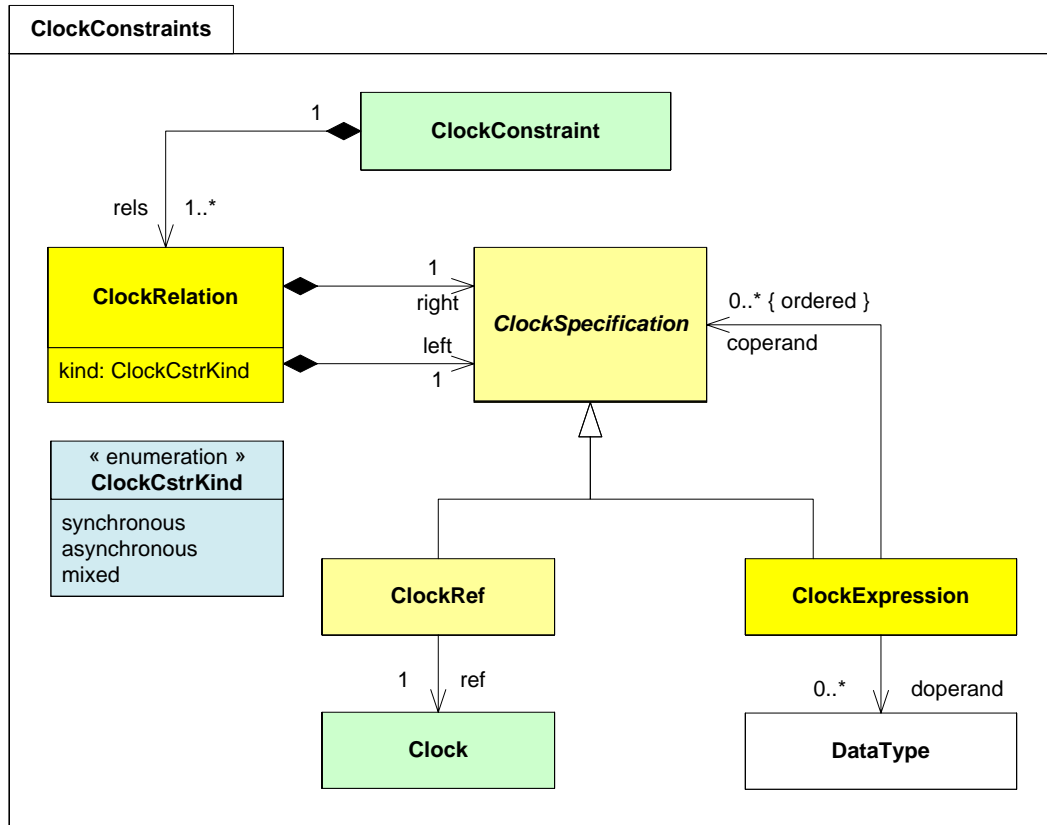 ClockConstraints
1
ClockConstraint
rels 1..*
ClockRelation
kind: ClockCstrKind
1
right
left
1
ClockSpecification
0..* { ordered }
coperand
« enumeration »
ClockCstrKind
synchronous
asynchronous
mixed
ClockRef
ClockExpression
1 ref
0..* doperand
Clock
DataType